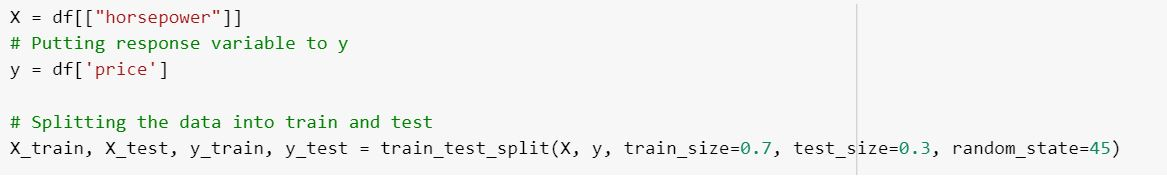 X = df[["horsepower"]]
# Putting response variable to y
y = df['price']
# Splitting the data into train and test
X_train, X_test, y_train, y_test = train_test_split(X, y, train_size=0.7, test_size=0.3, random_state=45)